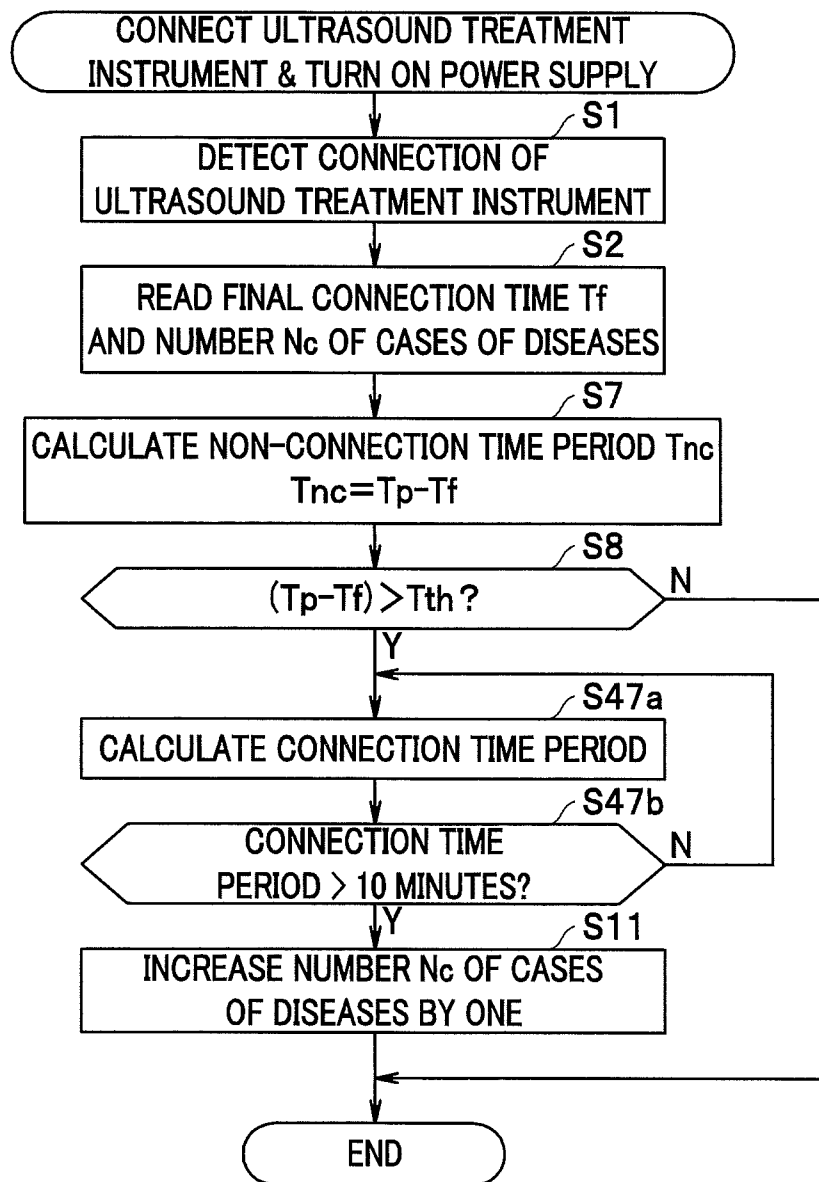 CONNECT ULTRASOUND TREATMENT
INSTRUMENT & TURN ON POWER SUPPLY
S1
DETECT CONNECTION OF
ULTRASOUND TREATMENT INSTRUMENT
S2
READ FINAL CONNECTION TIME Tf
AND NUMBER Nc OF CASES OF DISEASES
S7
CALCULATE NON-CONNECTION TIME PERIOD Tnc
Tnc=Tp-Tf
S8
(Tp-Tf)>Tth?
N
Y
S47a
CALCULATE CONNECTION TIME PERIOD
S47b
CONNECTION TIME
PERIOD > 10 MINUTES?
N
Y
S11
INCREASE NUMBER Nc OF CASES
OF DISEASES BY ONE
END